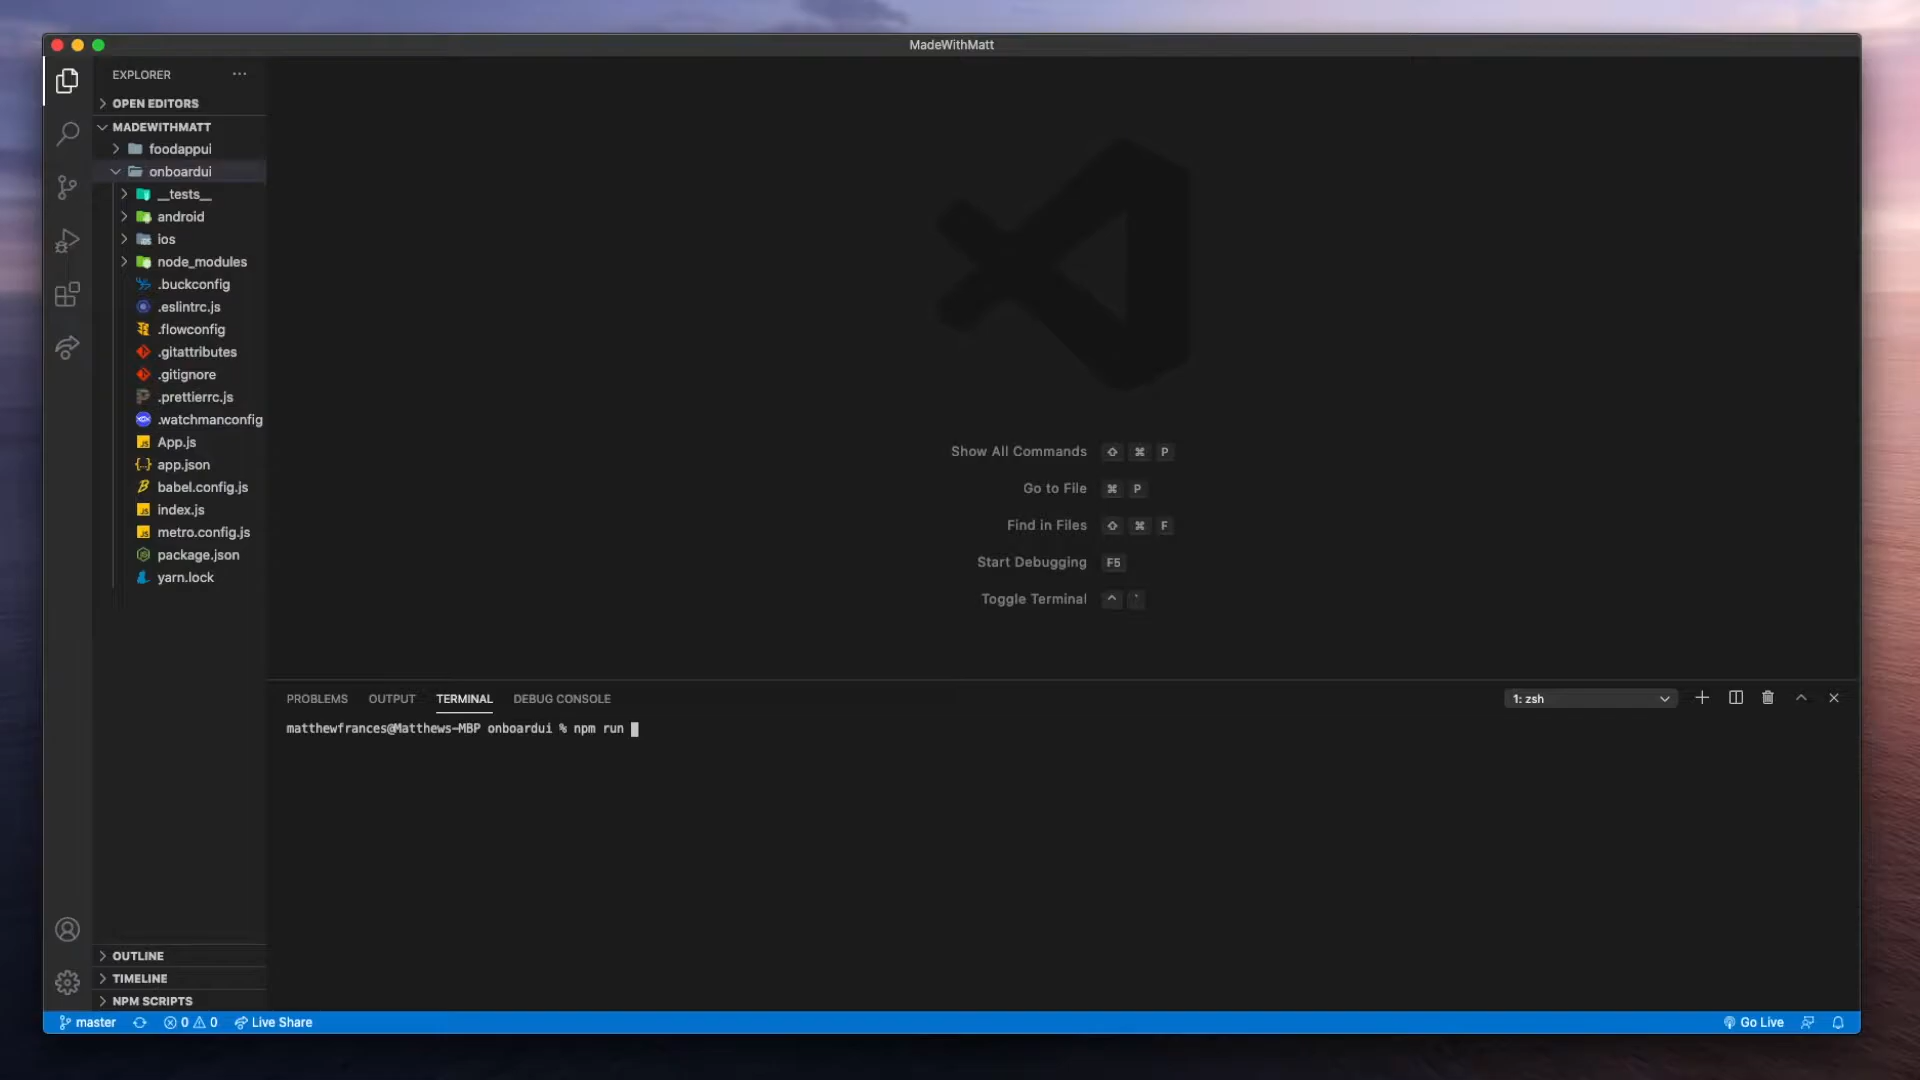 MadeWithMatt
EXPLORER
OPEN EDITORS
MADEWITHMATT
foodappui
onboardui
__tests__
android
ios
node_modules
.buckconfig
.eslintrc.js
.flowconfig
.gitattributes
.gitignore
.prettierrc.js
.watchmanconfig
App.js
app.json
babel.config.js
index.js
metro.config.js
package.json
yarn.lock
OUTLINE
TIMELINE
NPM SCRIPTS
Show All Commands ⇧ ⌘ P
Go to File ⌘ P
Find in Files ⇧ ⌘ F
Start Debugging F5
Toggle Terminal ^ `
PROBLEMS OUTPUT TERMINAL DEBUG CONSOLE 1: zsh
matthewfrances@Matthews-MBP onboardui % npm run
master 0 0 Live Share Go Live